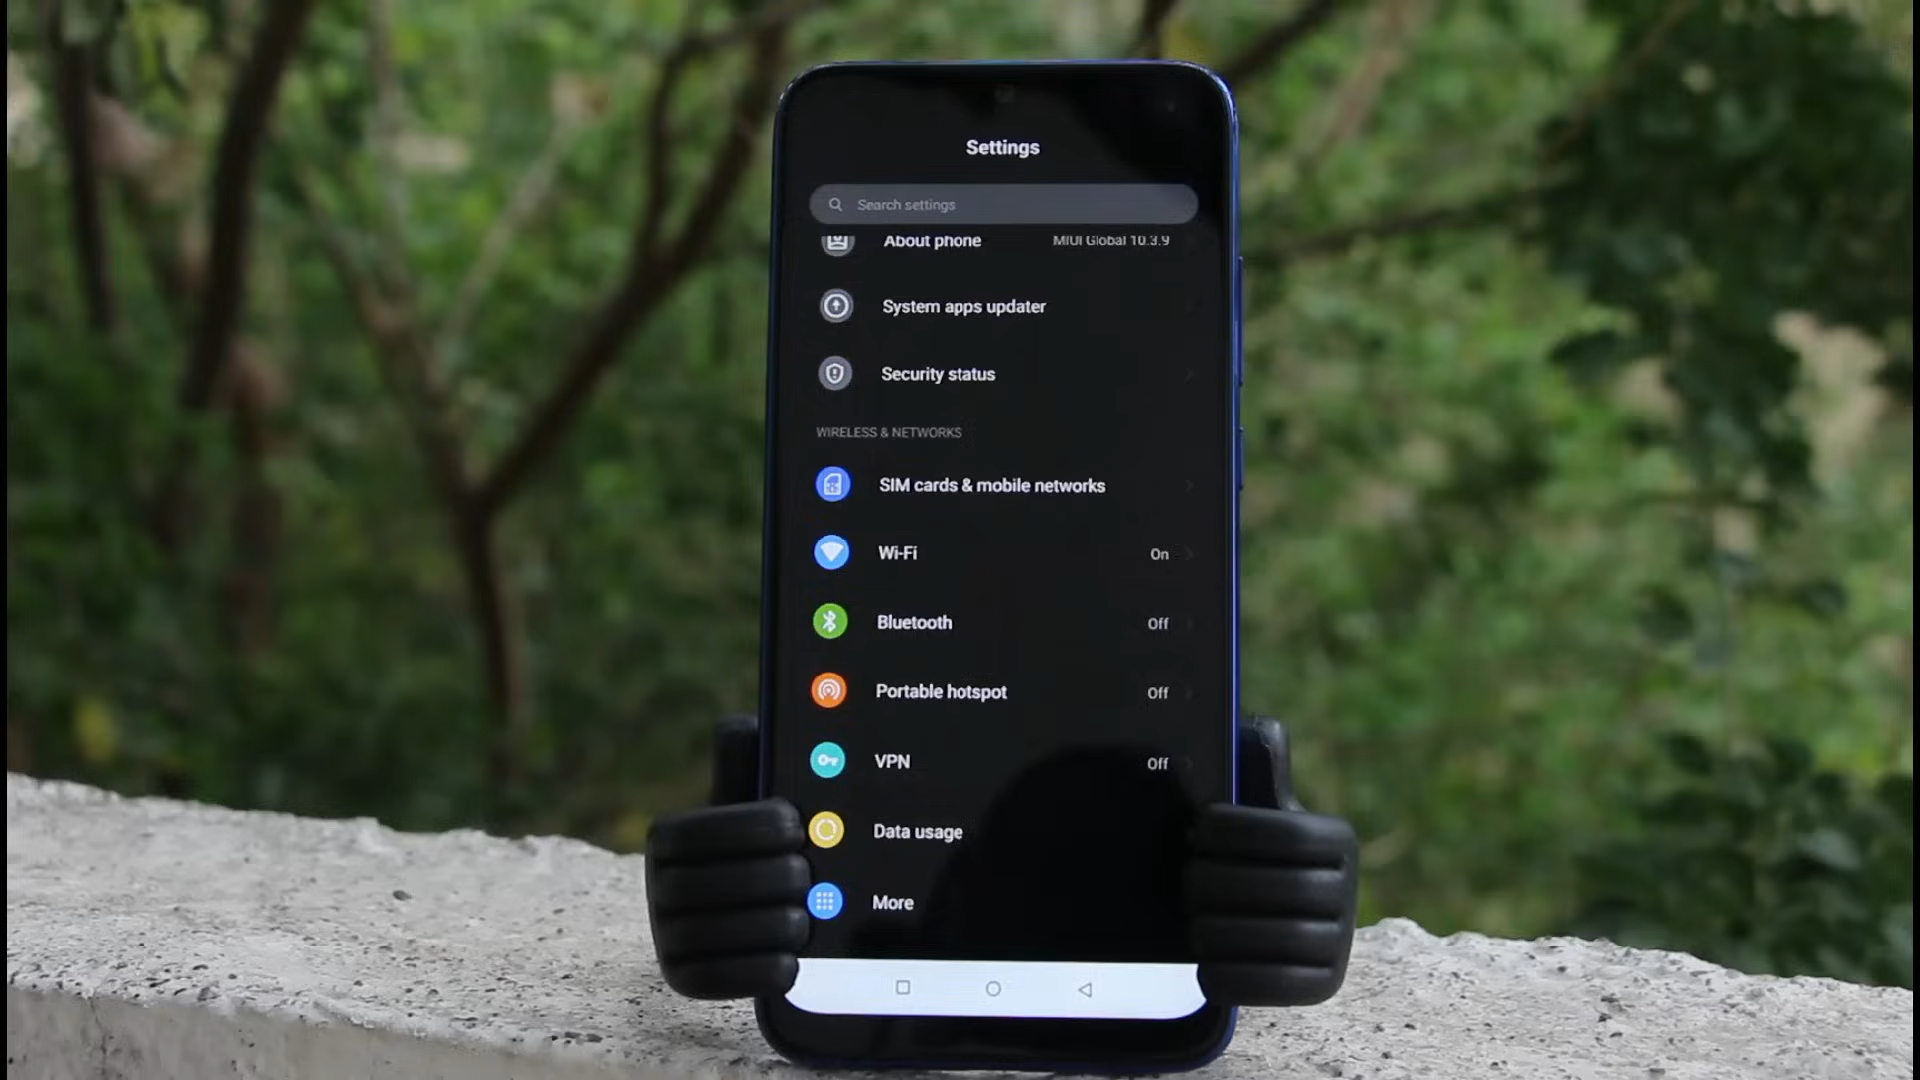 Settings
Search settings
About phone MIUI Global 10.3.9
System apps updater
Security status
WIRELESS & NETWORKS
SIM cards & mobile networks
Wi-Fi On
Bluetooth Off
Portable hotspot Off
VPN Off
Data usage
More